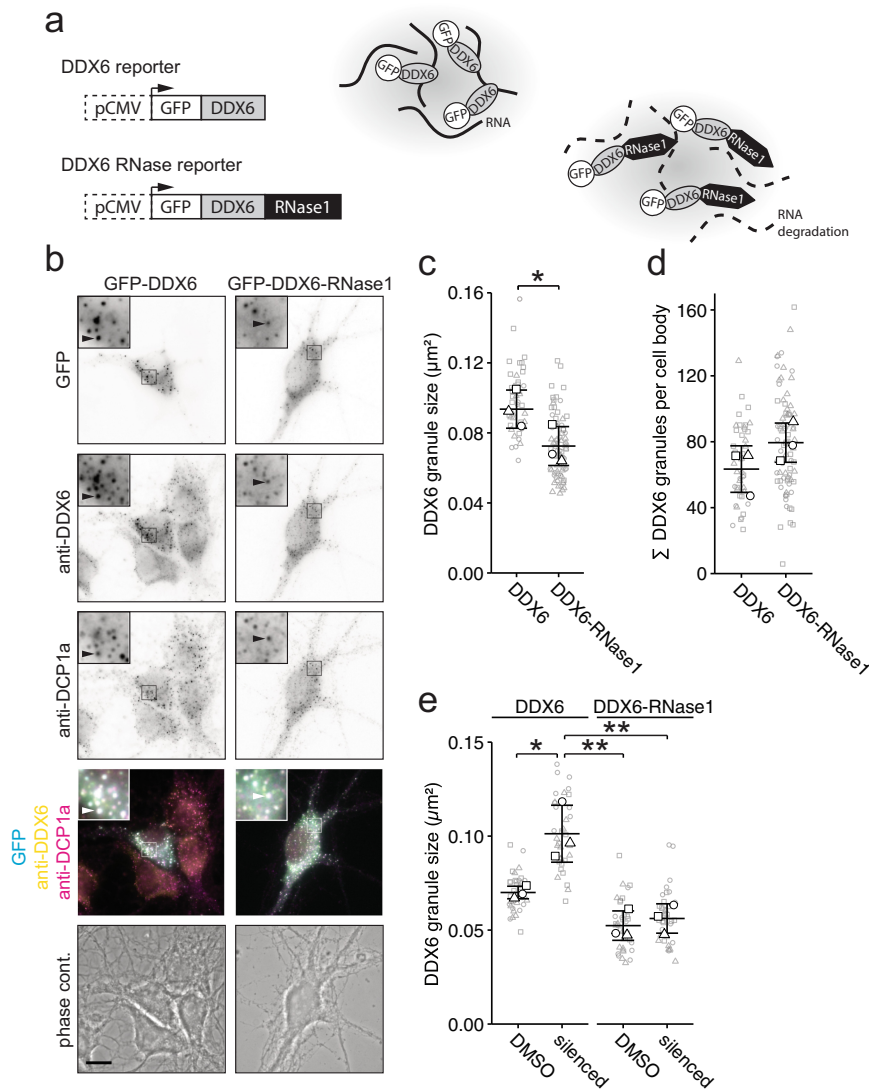 a
DDX6 reporter
pCMV GFP DDX6
DDX6 RNase reporter
pCMV GFP DDX6 RNase1
GFP DDX6
GFP DDX6
GFP DDX6
RNA
GFP DDX6 RNase1
GFP DDX6 RNase1
GFP DDX6 RNase1
RNA
degradation
b
GFP-DDX6 GFP-DDX6-RNase1
GFP
anti-DDX6
anti-DCP1a
GFP
anti-DDX6
anti-DCP1a
phase cont.
c
DDX6 granule size (µm²)
0.16
0.12
0.08
0.04
0.00
*
DDX6
DDX6-RNase1
d
Σ DDX6 granules per cell body
160
120
80
40
0
DDX6
DDX6-RNase1
e
DDX6 DDX6-RNase1
DDX6 granule size (µm²)
0.15
0.10
0.05
0.00
**
* **
DMSO
silenced
DMSO
silenced